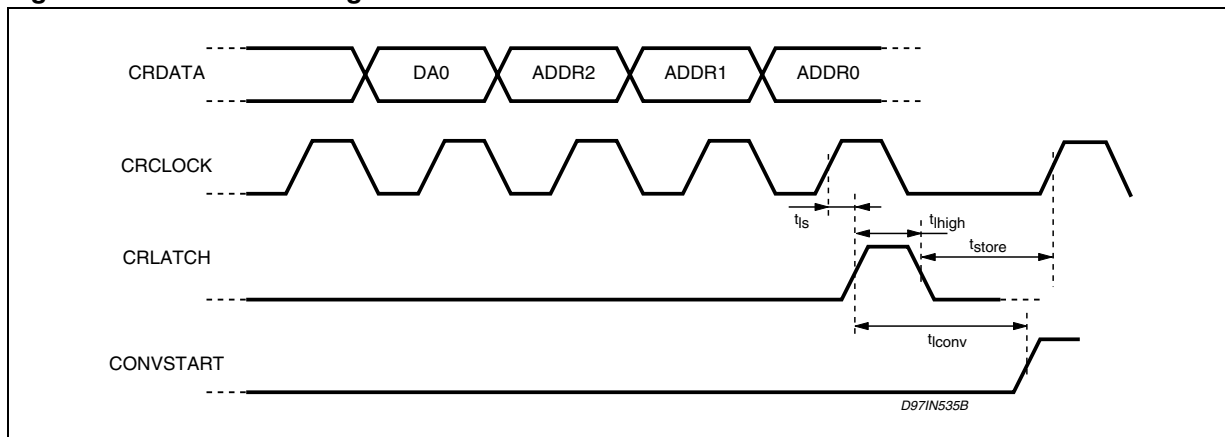 CRDATA
DA0
ADDR2
ADDR1
ADDR0
CRCLOCK
tls
tlhigh
tstore
CRLATCH
tlconv
CONVSTART
D97IN535B